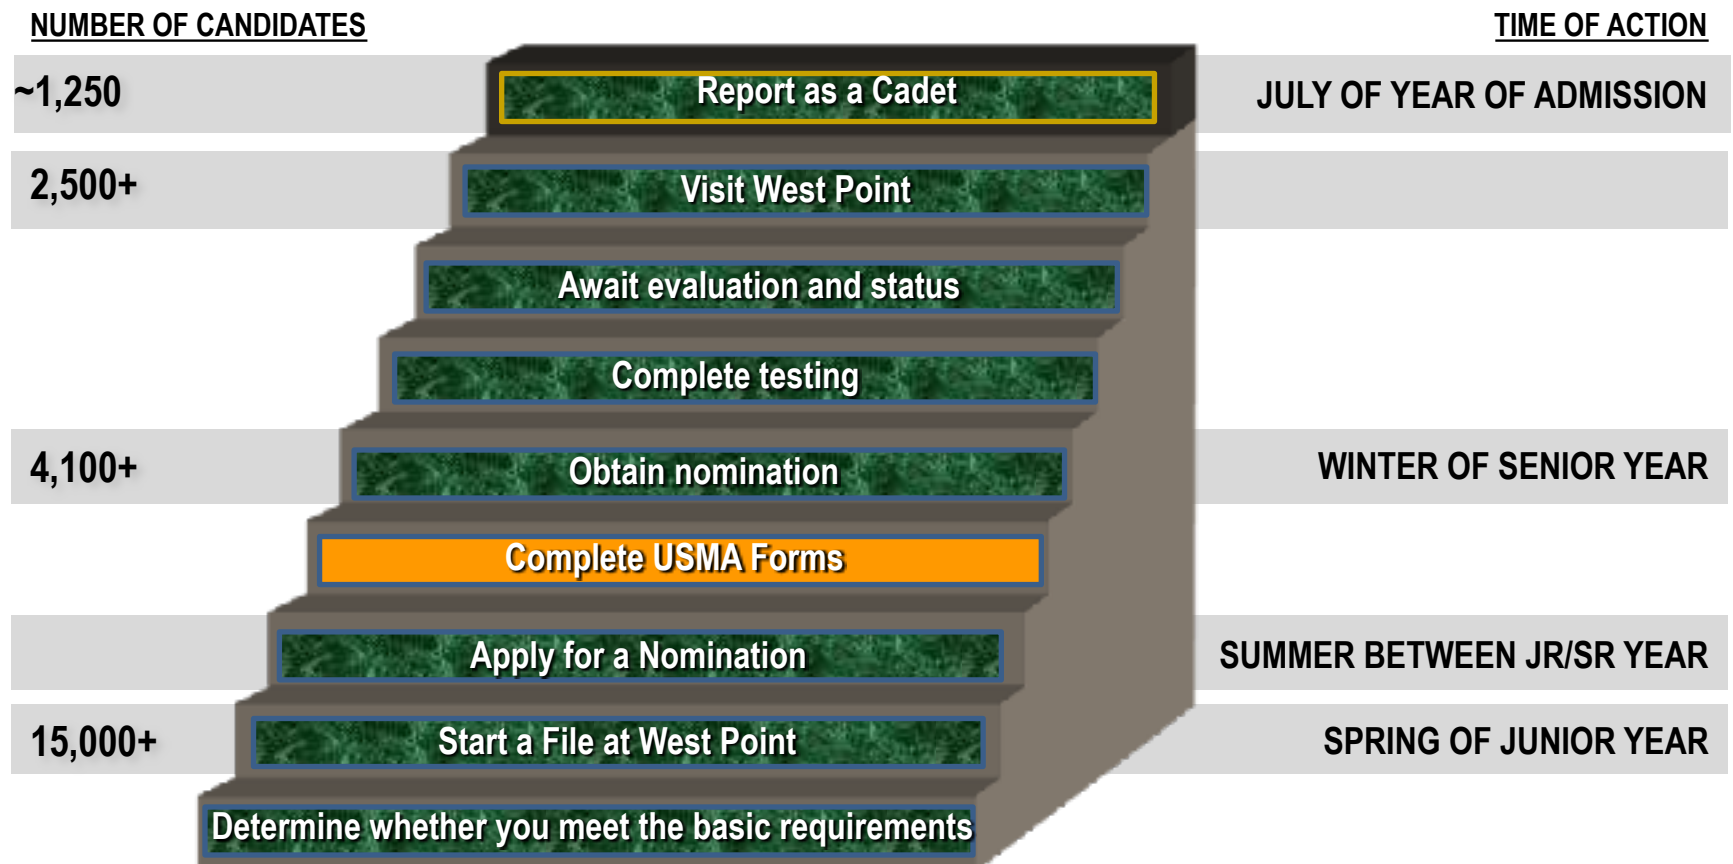 NUMBER OF CANDIDATES
TIME OF ACTION
~1,250
Report as a Cadet
JULY OF YEAR OF ADMISSION
2,500+
Visit West Point
Await evaluation and status
Complete testing
4,100+
Obtain nomination
WINTER OF SENIOR YEAR
Complete USMA Forms
Apply for a Nomination
SUMMER BETWEEN JR/SR YEAR
15,000+
Start a File at West Point
SPRING OF JUNIOR YEAR
Determine whether you meet the basic requirements